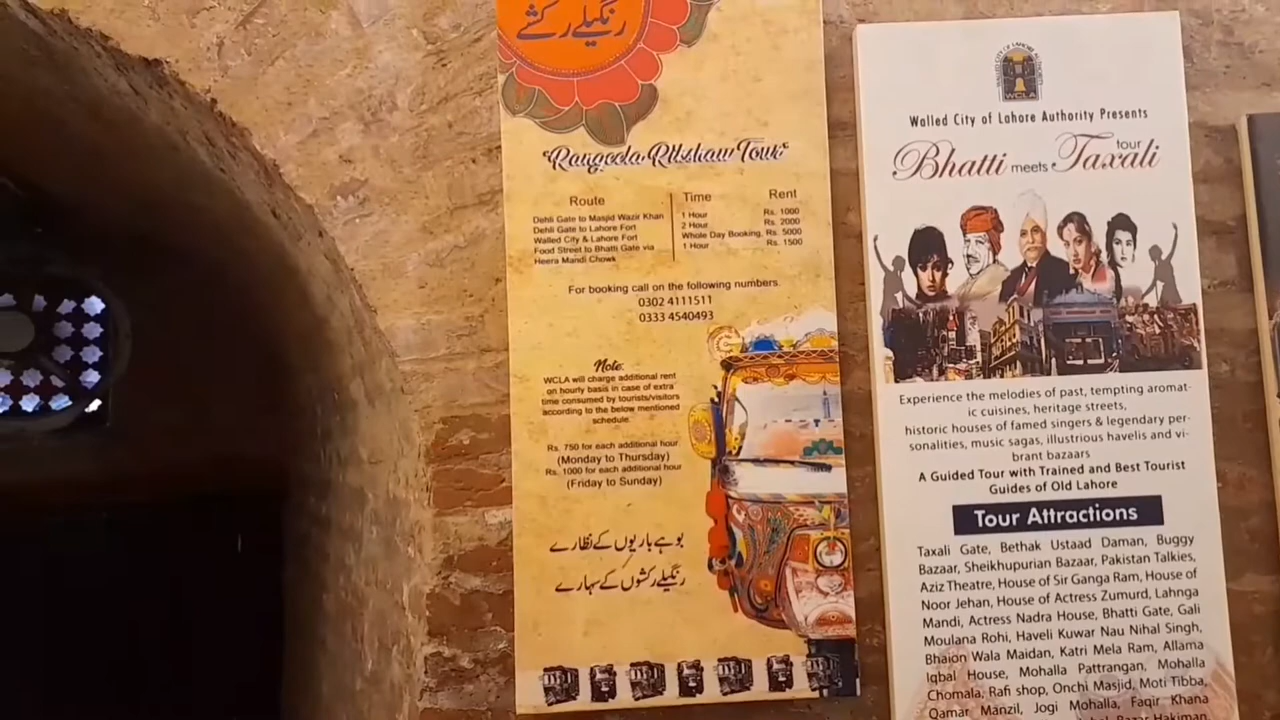 رنگیلے رکشے
Rangeela Rikshaw Tour
Route Time Rent
Dehli Gate to Masjid Wazir Khan 1 Hour Rs. 1000
Dehli Gate to Lahore Fort 2 Hour Rs. 2000
Walled City & Lahore Fort Whole Day Booking, Rs. 5000
Food Street to Bhatti Gate via 1 Hour Rs. 1500
Heera Mandi Chowk
For booking call on the following numbers.
0302 4111511
0333 4540493
Note:
WCLA will charge additional rent
on hourly basis in case of extra
time consumed by tourists/visitors
according to the below mentioned
schedule.
Rs. 750 for each additional hour
(Monday to Thursday)
Rs. 1000 for each additional hour
(Friday to Sunday)
بوہے باریوں کے نظارے
رنگیلے رکشوں کے سہارے
WALLED CITY OF LAHORE AUTHORITY
WCLA
Walled City of Lahore Authority Presents
Bhatti meets Taxali tour
Experience the melodies of past, tempting aromat-
ic cuisines, heritage streets,
historic houses of famed singers & legendary per-
sonalities, music sagas, illustrious havelis and vi-
brant bazaars
A Guided Tour with Trained and Best Tourist
Guides of Old Lahore
Tour Attractions
Taxali Gate, Bethak Ustaad Daman, Buggy
Bazaar, Sheikhupurian Bazaar, Pakistan Talkies,
Aziz Theatre, House of Sir Ganga Ram, House of
Noor Jehan, House of Actress Zumurd, Lahnga
Mandi, Actress Nadra House, Bhatti Gate, Gali
Moulana Rohi, Haveli Kuwar Nau Nihal Singh,
Bhaion Wala Maidan, Katri Mela Ram, Allama
Iqbal House, Mohalla Pattrangan, Mohalla
Chomala, Rafi shop, Onchi Masjid, Moti Tibba,
Qamar Manzil, Jogi Mohalla, Faqir Khana
Bazar Hakiman